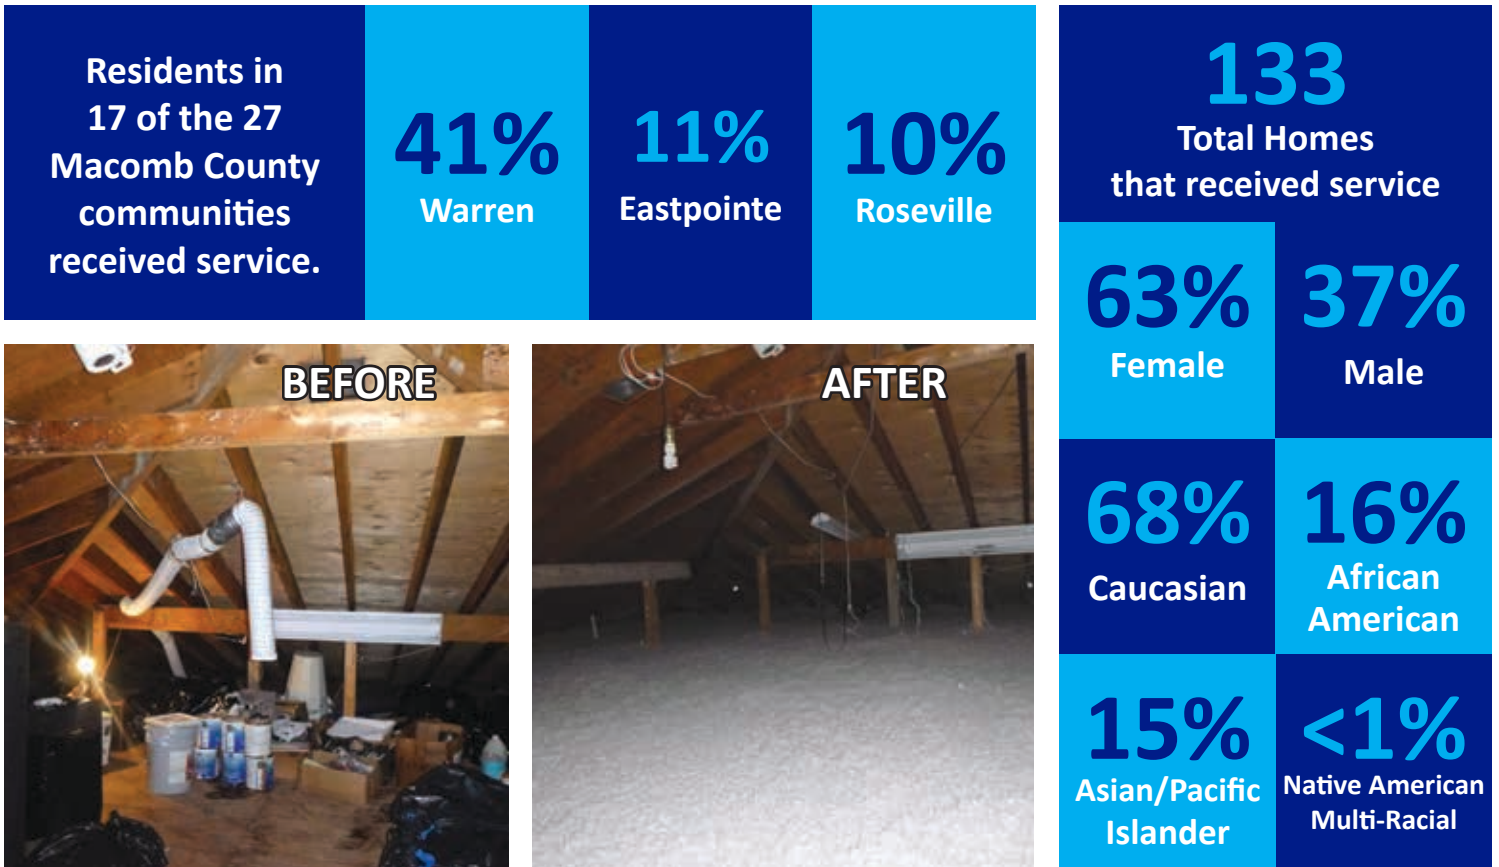 Residents in
17 of the 27
Macomb County
communities
received service.
41%
Warren
11%
Eastpointe
10%
Roseville
BEFORE
AFTER
133
Total Homes
that received service
63%
Female
37%
Male
68%
Caucasian
16%
African
American
15%
Asian/Pacific
Islander
<1%
Native American
Multi-Racial